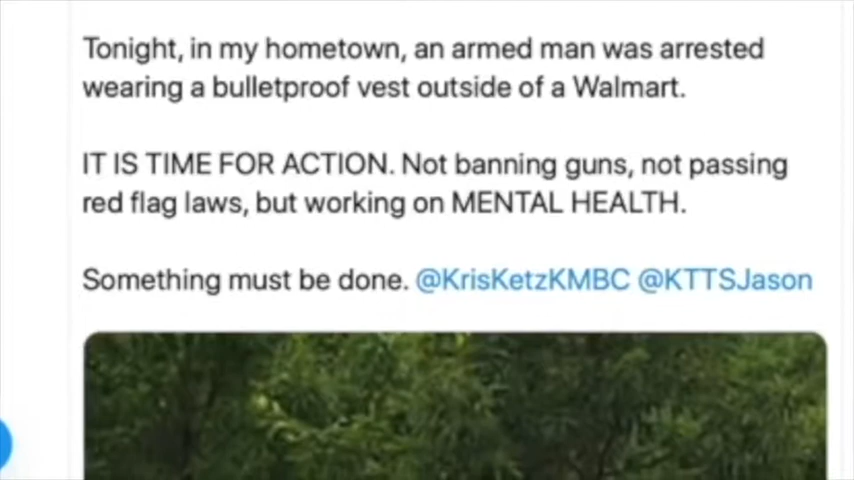 Tonight, in my hometown, an armed man was arrested
wearing a bulletproof vest outside of a Walmart.
IT IS TIME FOR ACTION. Not banning guns, not passing
red flag laws, but working on MENTAL HEALTH.
Something must be done. @KrisKetzKMBC @KTTSJason